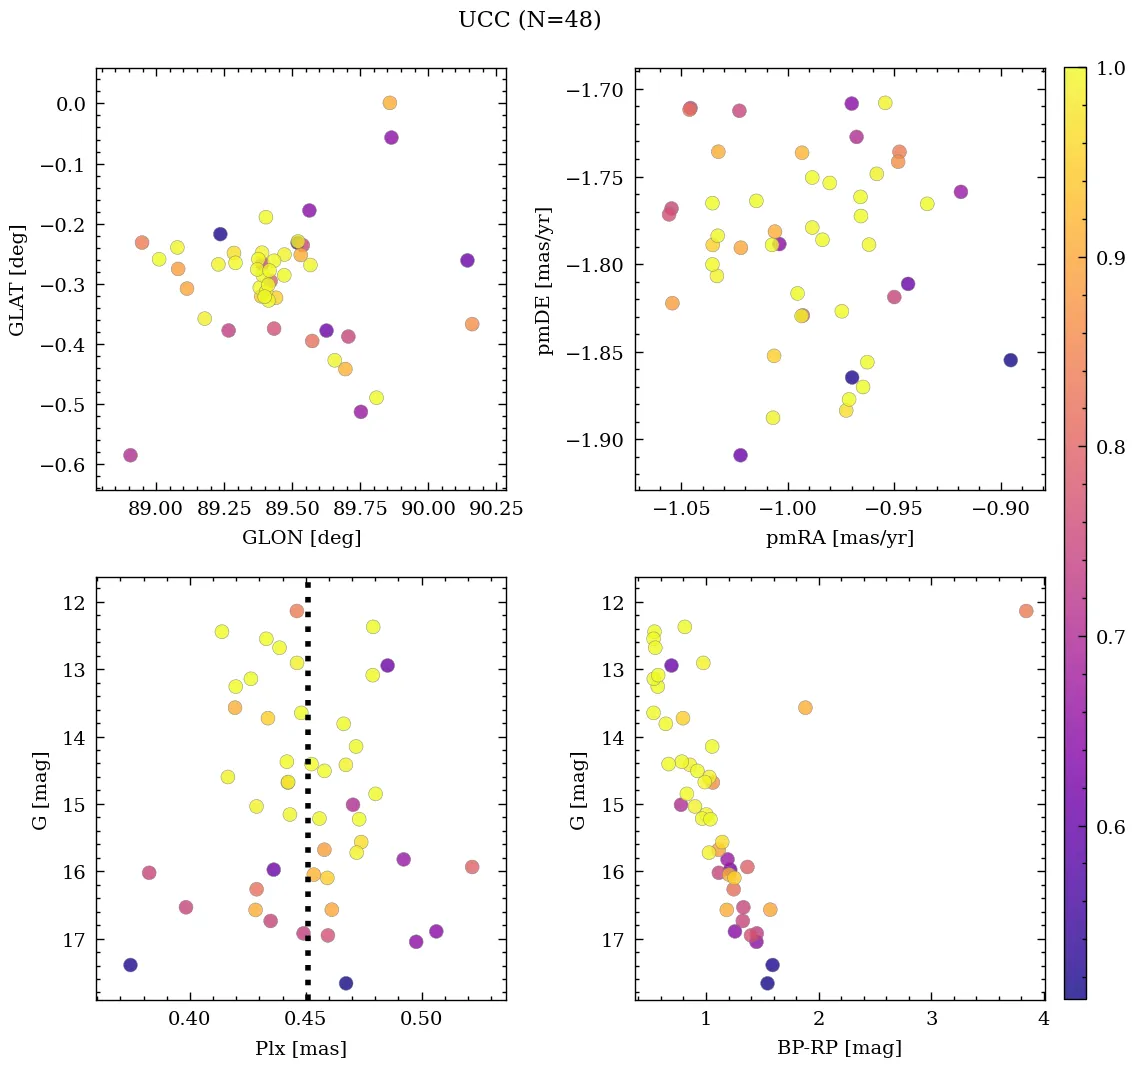 UCC (N=48)
0.0
−0.1
−0.2
−0.3
−0.4
−0.5
−0.6
GLAT [deg]
89.00 89.25 89.50 89.75 90.00 90.25
GLON [deg]
−1.70
−1.75
−1.80
−1.85
−1.90
pmDE [mas/yr]
−1.05 −1.00 −0.95 −0.90
pmRA [mas/yr]
1.0
0.9
0.8
0.7
0.6
12
13
14
15
16
17
G [mag]
0.40 0.45 0.50
Plx [mas]
12
13
14
15
16
17
G [mag]
1 2 3 4
BP-RP [mag]